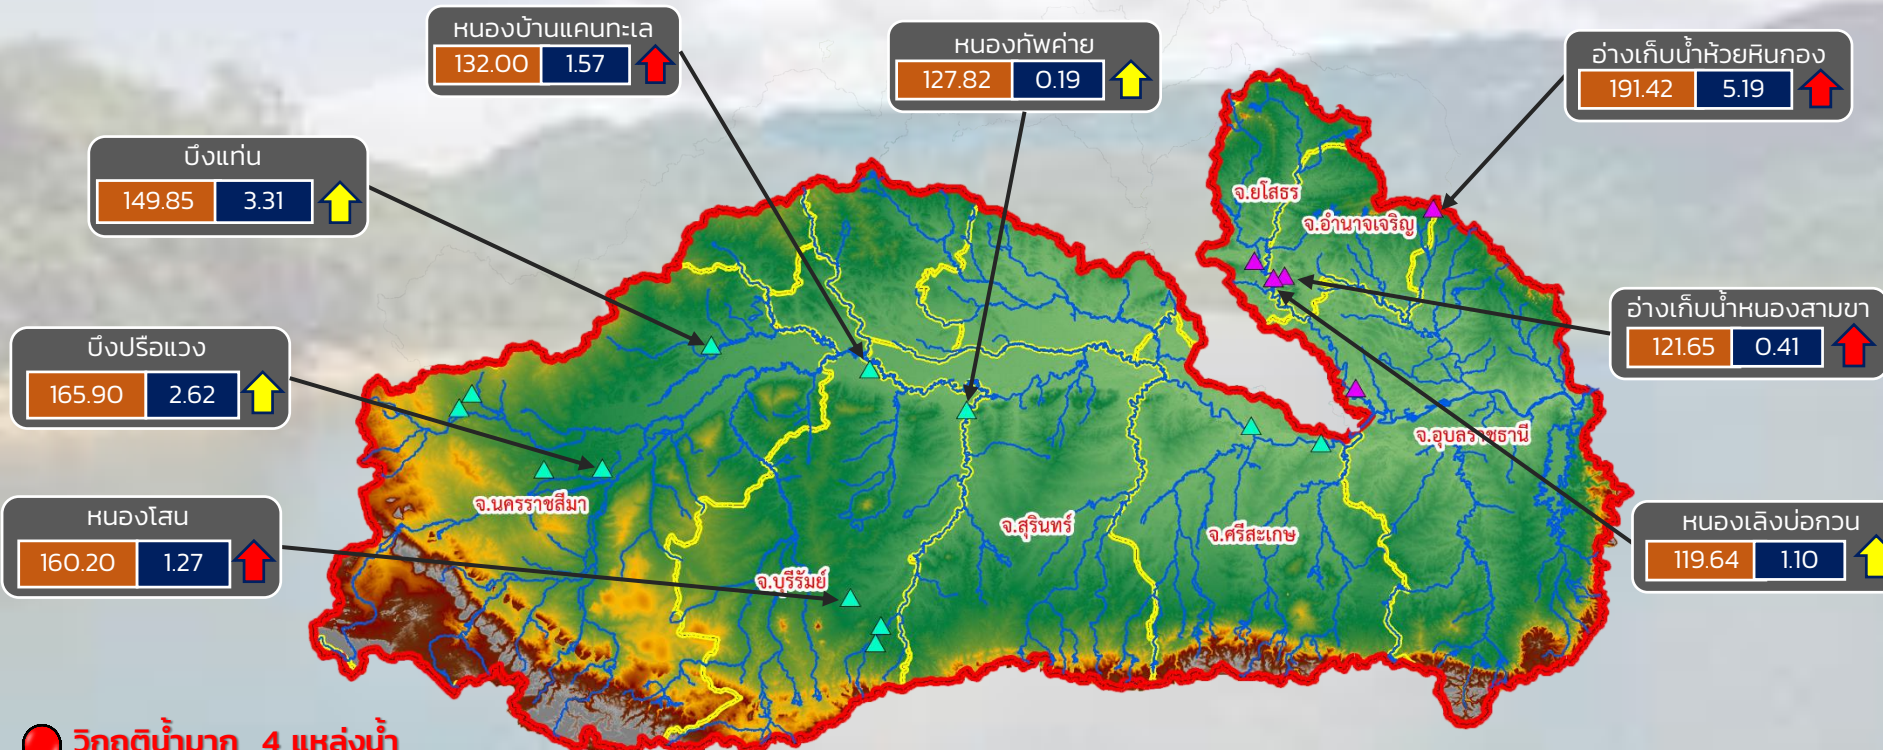 หนองบ้านแคนทะเล
132.00 1.57
หนองทัพค่าย
127.82 0.19
อ่างเก็บน้ำห้วยหินกอง
191.42 5.19
บึงแท่น
149.85 3.31
จ.ยโสธร
จ.อำนาจเจริญ
อ่างเก็บน้ำหนองสามขา
121.65 0.41
บึงปรือแวง
165.90 2.62
จ.อุบลราชธานี
จ.นครราชสีมา
หนองโสน
160.20 1.27
จ.สุรินทร์
จ.ศรีสะเกษ
หนองเลิงบ่อกวน
119.64 1.10
จ.บุรีรัมย์
วิกฤติน้ำมาก 4 แหล่งน้ำ